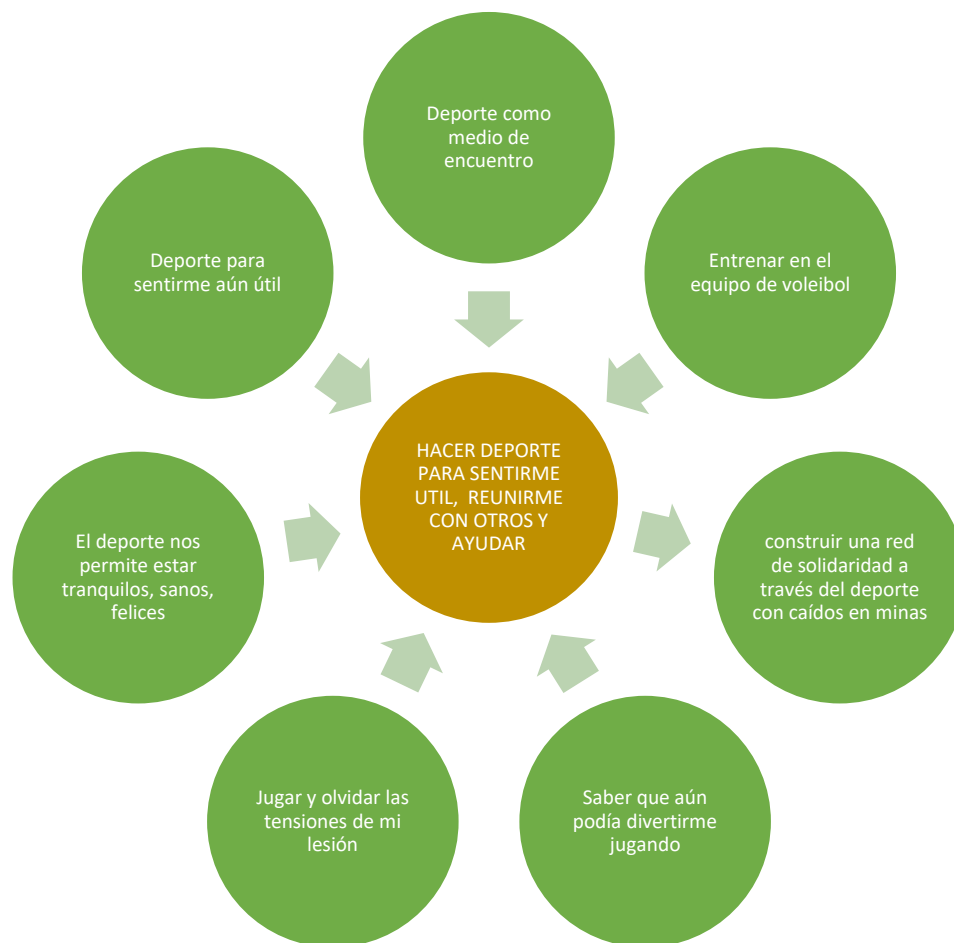 Deporte como
medio de
encuentro
Deporte para
sentirme aún útil
Entrenar en el
equipo de voleibol
HACER DEPORTE
PARA SENTIRME
UTIL, REUNIRME
CON OTROS Y
AYUDAR
El deporte nos
permite estar
tranquilos, sanos,
felices
construir una red
de solidaridad a
través del deporte
con caídos en minas
Jugar y olvidar las
tensiones de mi
lesión
Saber que aún
podía divertirme
jugando